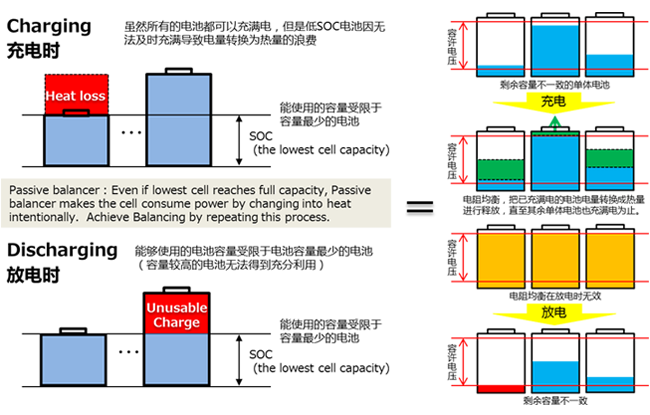 Charging
充电时
虽然所有的电池都可以充满电，但是低SOC电池因无
法及时充满导致电量转换为热量的浪费
Heat loss
...
能使用的容量受限于
容量最少的电池
SOC
(the lowest cell capacity)
Passive balancer : Even if lowest cell reaches full capacity, Passive
balancer makes the cell consume power by changing into heat
intentionally. Achieve Balancing by repeating this process.
Discharging
放电时
能够使用的电池容量受限于电池容量最少的电池
（容量较高的电池无法得到充分利用）
Unusable
Charge
...
能使用的容量受限于
容量最少的电池
SOC
(the lowest cell capacity)
=
容许电压
剩余容量不一致的单体电池
充电
容许电压
电阻均衡，把已充满电的电池电量转换成热量
进行释放，直至其余单体电池也充满电为止。
容许电压
电阻均衡在放电时无效
放电
容许电压
剩余容量不一致